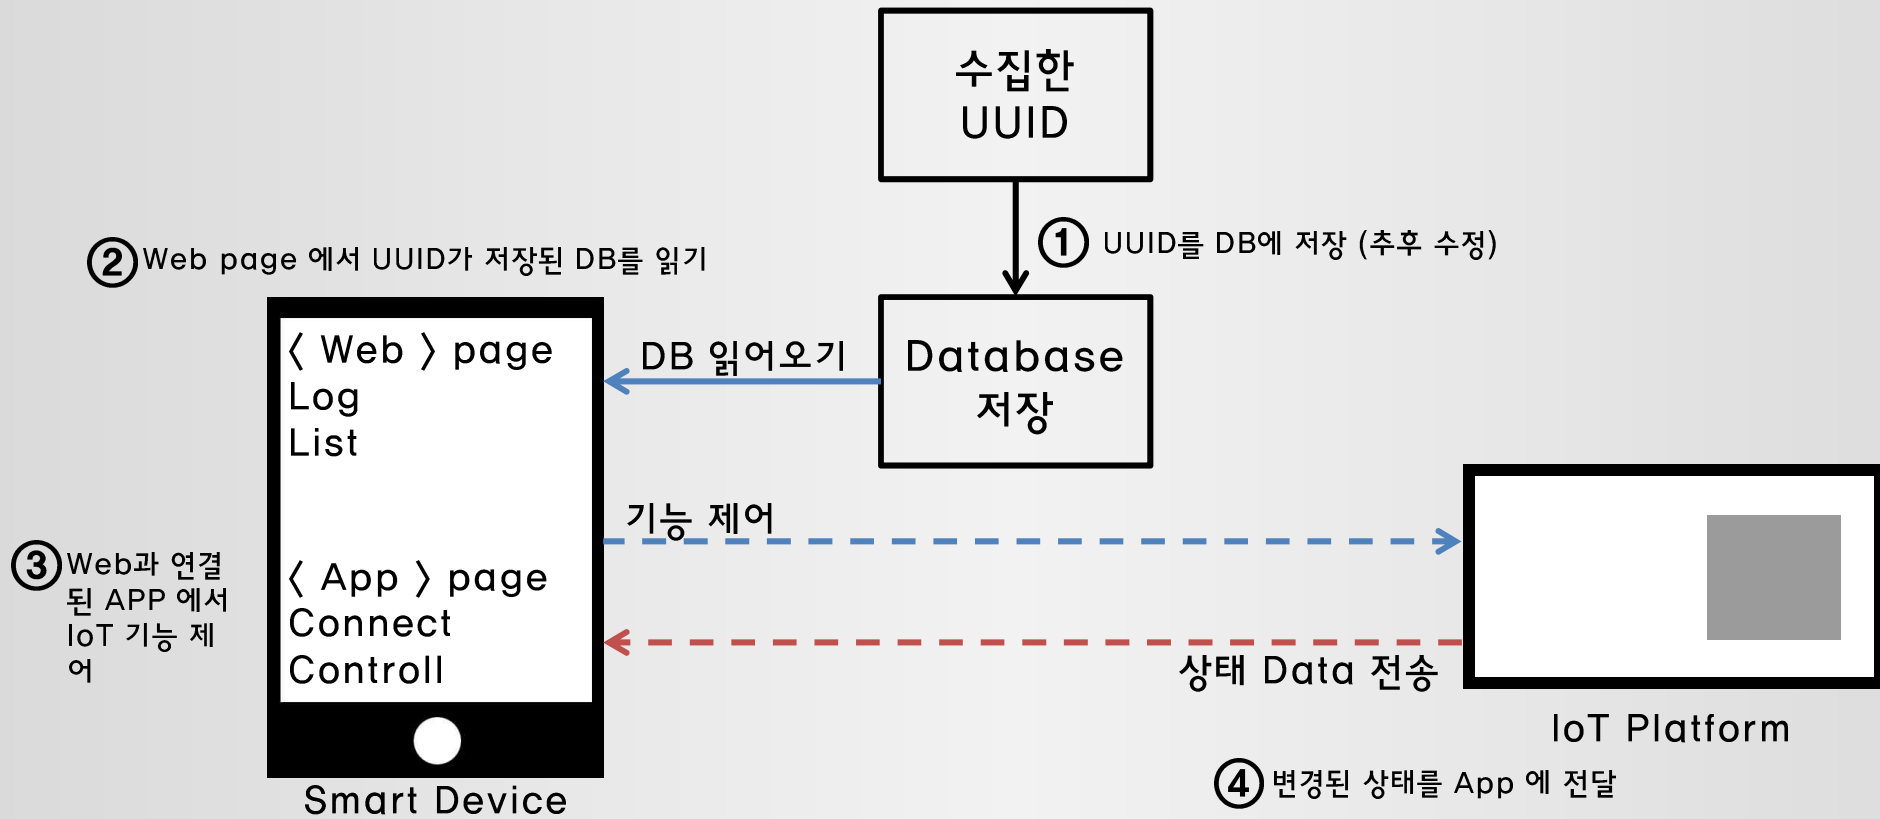 수집한
UUID
① UUID를 DB에 저장 (추후 수정)
② Web page 에서 UUID가 저장된 DB를 읽기
〈 Web 〉 page
Log
List
DB 읽어오기
Database
저장
기능 제어
③ Web과 연결
된 APP 에서
IoT 기능 제
어
〈 App 〉 page
Connect
Controll
상태 Data 전송
IoT Platform
④ 변경된 상태를 App 에 전달
Smart Device